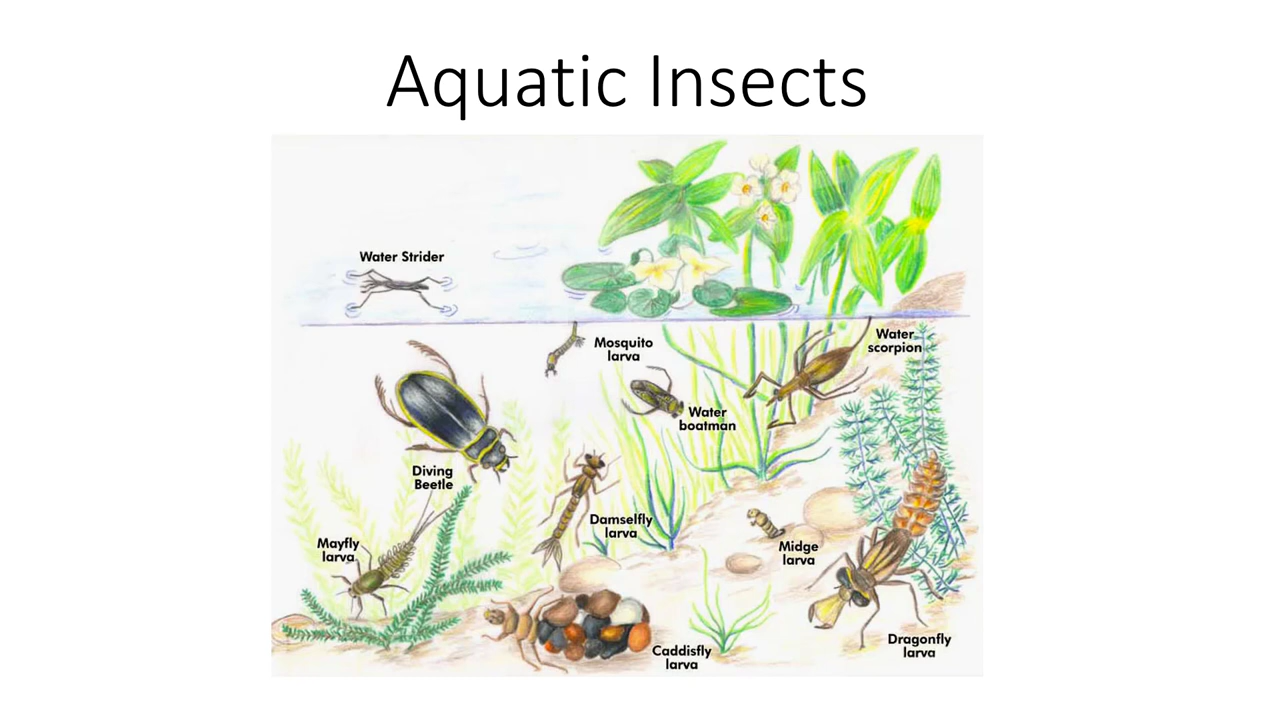 Aquatic Insects
Water Strider
Mosquito
larva
Water
scorpion
Water
boatman
Diving
Beetle
Damselfly
larva
Mayfly
larva
Midge
larva
Dragonfly
larva
Caddisfly
larva